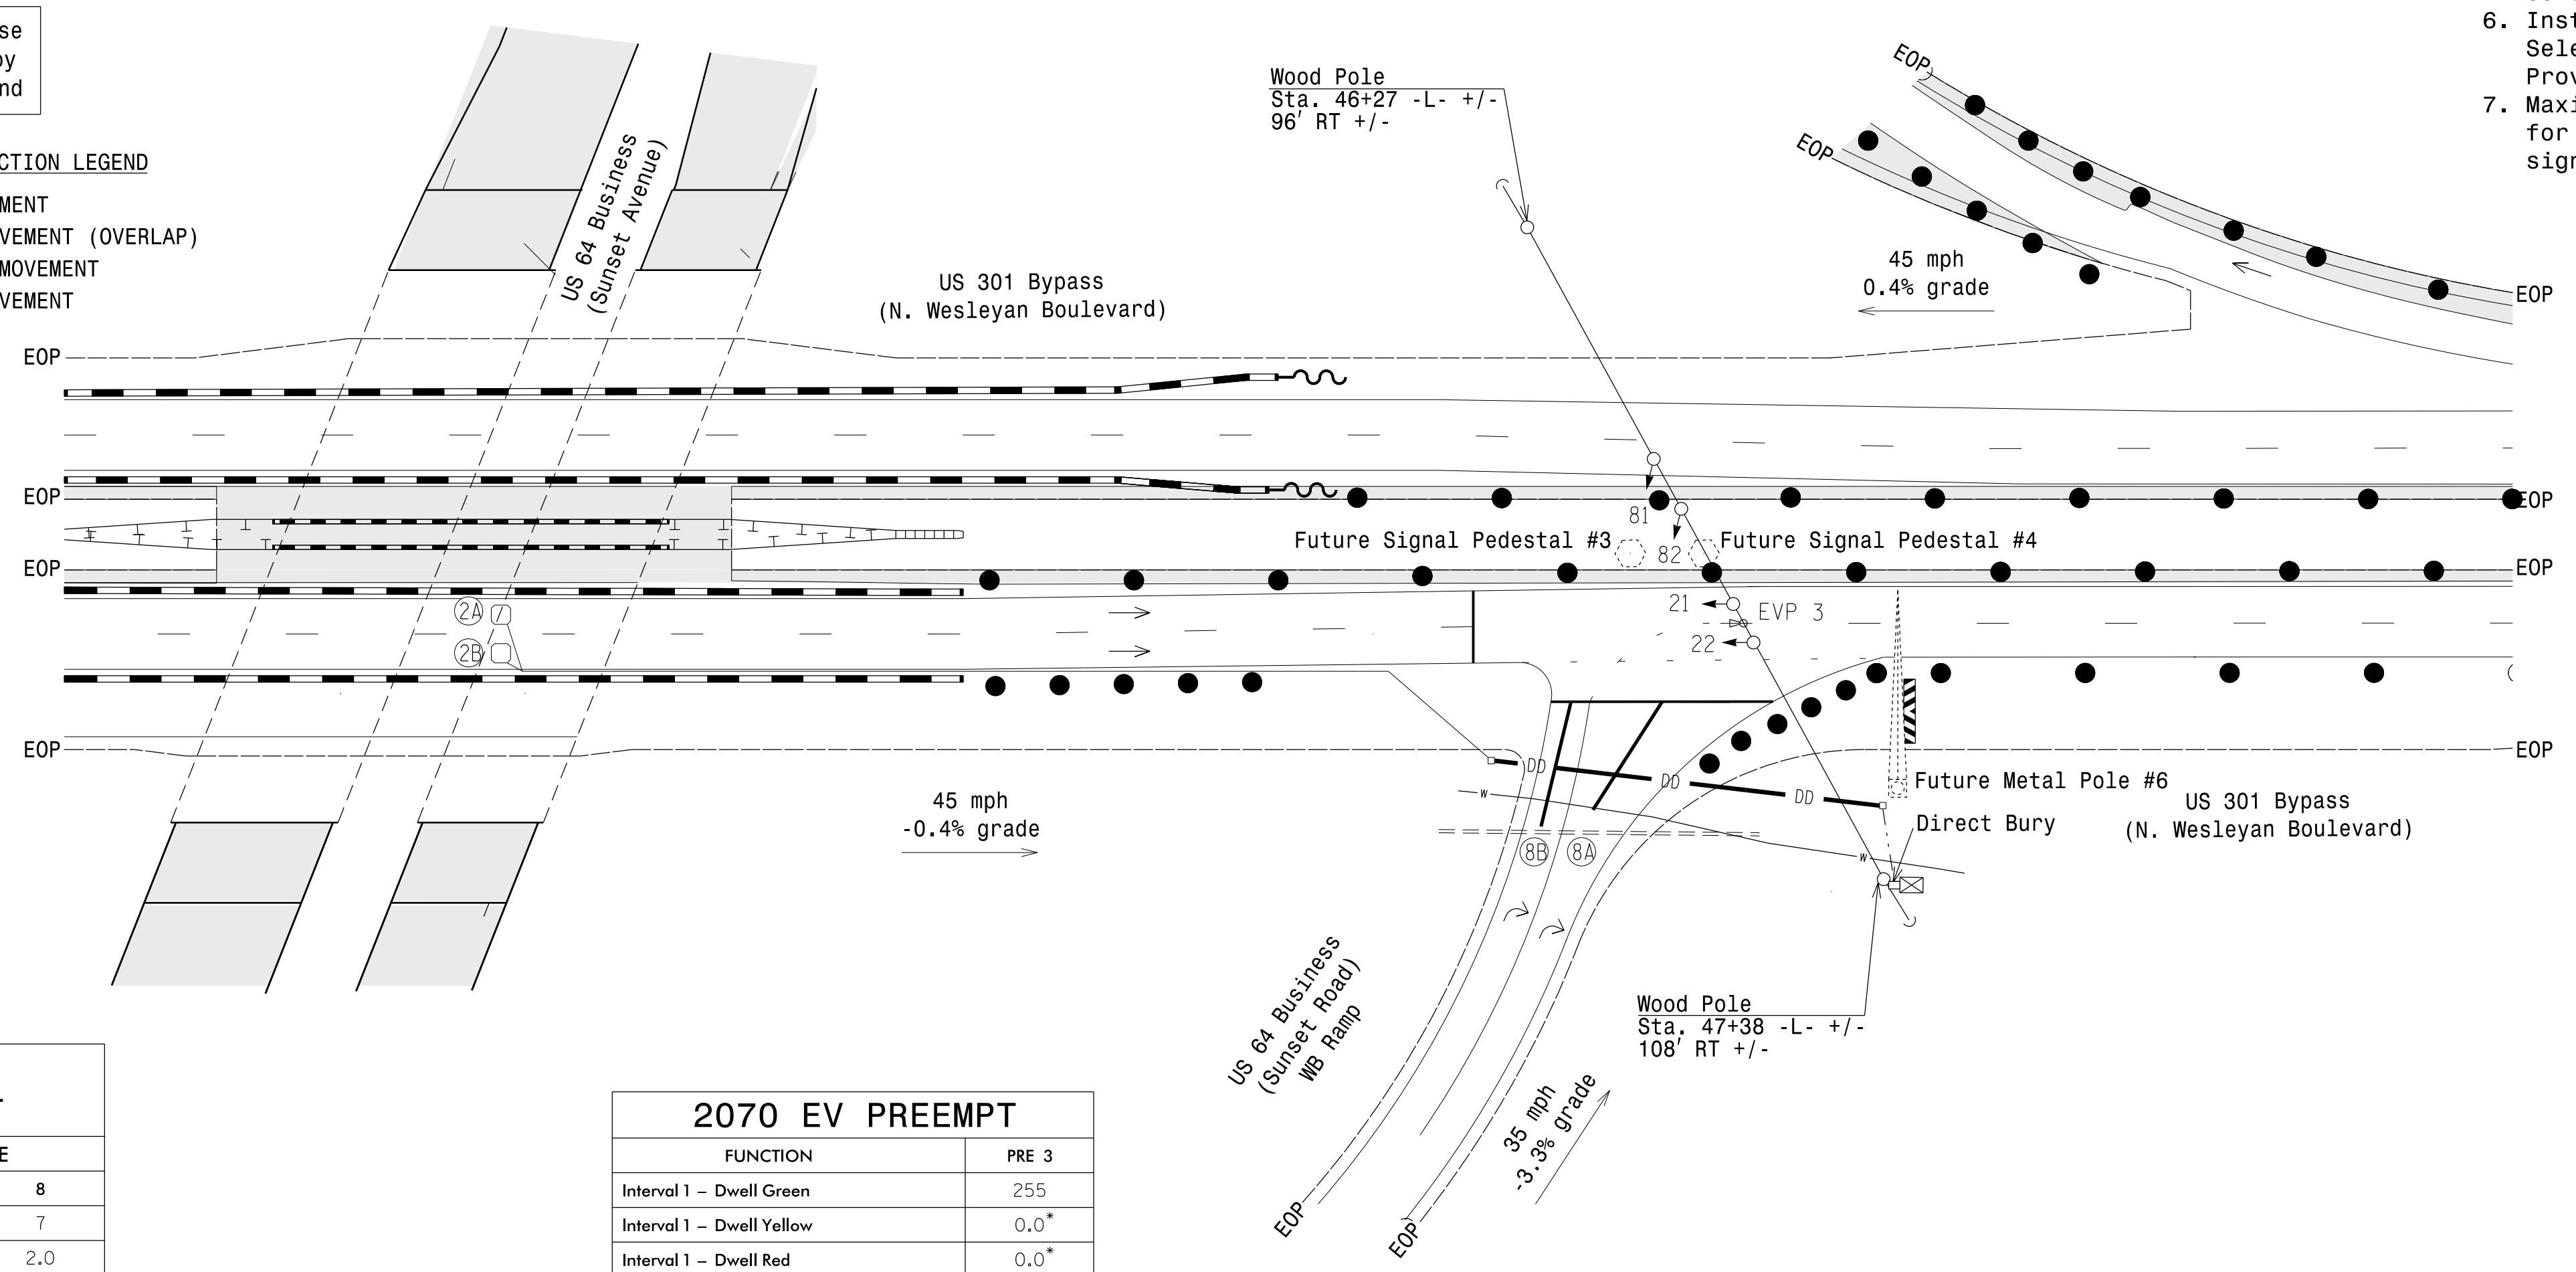 se
by
nd
CTION LEGEND
MENT
VEMENT (OVERLAP)
MOVEMENT
VEMENT
6. Inst
Sele
Prov
7. Maxi
for
sign
Wood Pole
Sta. 46+27 -L- +/-
96' RT +/-
EOP
EOP
US 64 Business
(Sunset Avenue)
US 301 Bypass
(N. Wesleyan Boulevard)
45 mph
0.4% grade
EOP
EOP
EOP
EOP
81
Future Signal Pedestal #3
82
Future Signal Pedestal #4
EOP
EOP
2A
21
EVP 3
2B
22
EOP
EOP
DD
DD
DD
W
W
Future Metal Pole #6
45 mph
-0.4% grade
Direct Bury
US 301 Bypass
(N. Wesleyan Boulevard)
8B
8A
US 64 Business
(Sunset Road)
WB Ramp
Wood Pole
Sta. 47+38 -L- +/-
108' RT +/-
35 mph
-3.3% grade
EOP
EOP
E
8
7
2.0
2070 EV PREEMPT
FUNCTION PRE 3
Interval 1 – Dwell Green 255
Interval 1 – Dwell Yellow 0.0*
Interval 1 – Dwell Red 0.0*